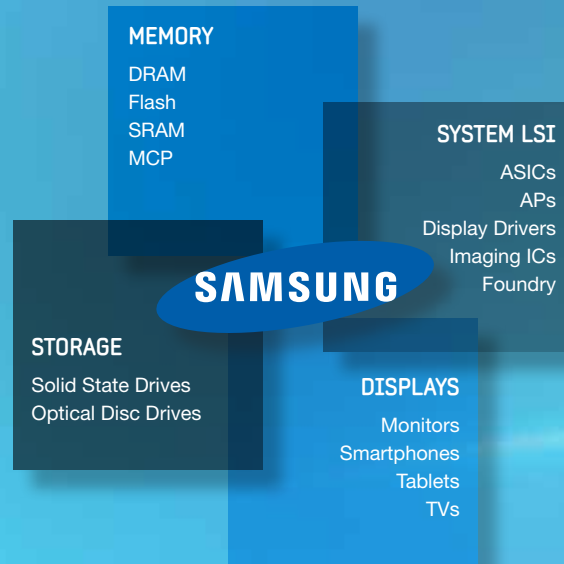 MEMORY
DRAM
Flash
SRAM
MCP
SYSTEM LSI
ASICs
APs
Display Drivers
Imaging ICs
Foundry
SAMSUNG
STORAGE
Solid State Drives
Optical Disc Drives
DISPLAYS
Monitors
Smartphones
Tablets
TVs